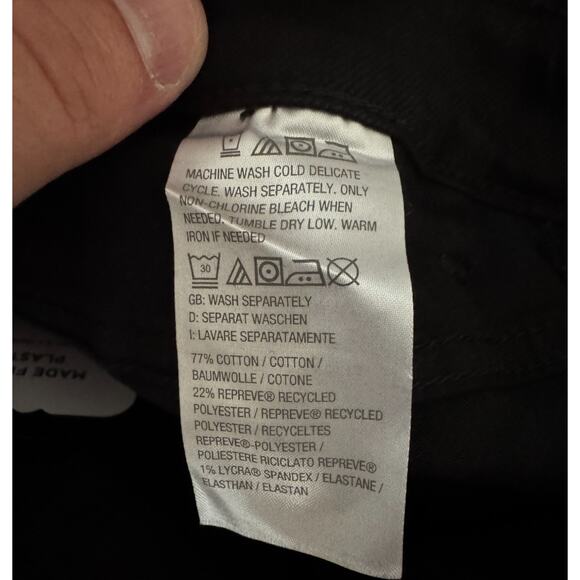 MACHINE WASH COLD DELICATE
CYCLE. WASH SEPARATELY. ONLY
NON-CHLORINE BLEACH WHEN
NEEDED. TUMBLE DRY LOW. WARM
IRON IF NEEDED
30
GB: WASH SEPARATELY
D: SEPARAT WASCHEN
I: LAVARE SEPARATAMENTE
77% COTTON / COTTON /
BAUMWOLLE / COTONE
22% REPREVE® RECYCLED
POLYESTER / REPREVE® RECYCLED
POLYESTER / RECYCELTES
REPREVE®-POLYESTER /
POLIESTERE RICICLATO REPREVE®
1% LYCRA® SPANDEX / ELASTANE /
ELASTHAN / ELASTAN
MADE F
PLAST